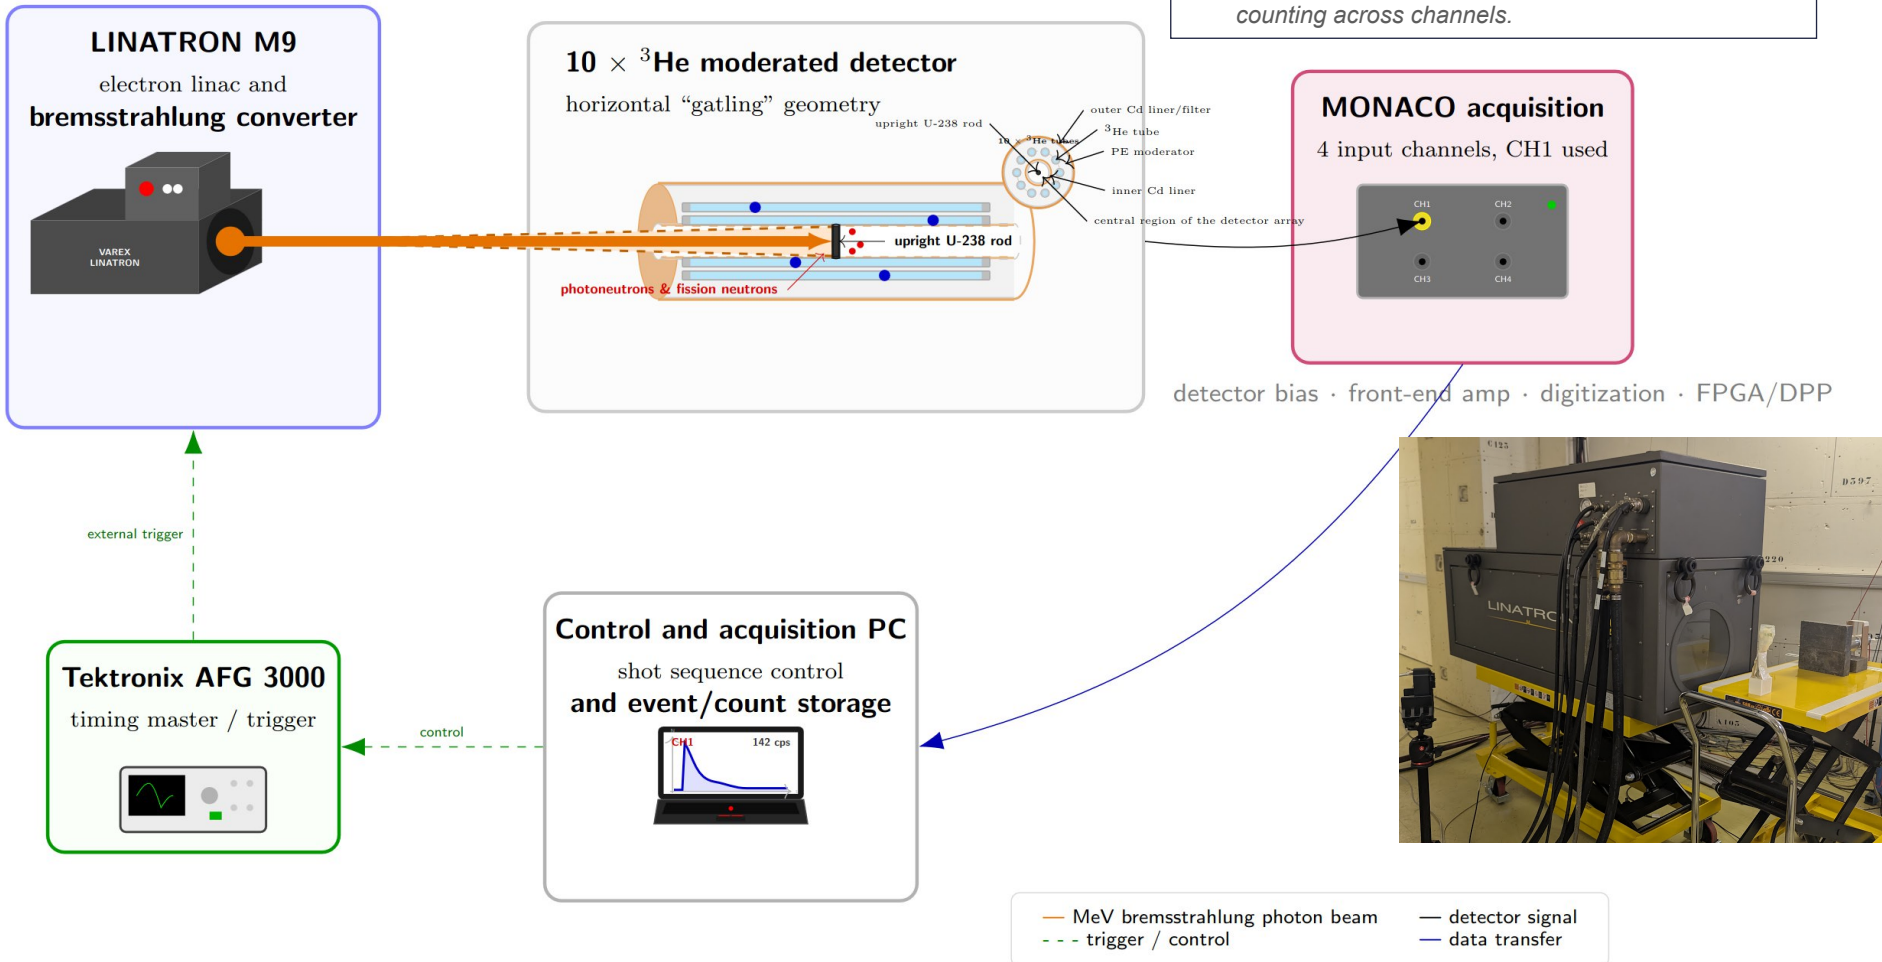 counting across channels.
LINATRON M9
electron linac and
bremsstrahlung converter
VAREX
LINATRON
10 × ³He moderated detector
horizontal “gatling” geometry
upright U-238 rod
10 × ³He tubes
outer Cd liner/filter
³He tube
PE moderator
inner Cd liner
central region of the detector array
upright U-238 rod
photoneutrons & fission neutrons
MONACO acquisition
4 input channels, CH1 used
CH1
CH2
CH3
CH4
detector bias · front-end amp · digitization · FPGA/DPP
external trigger
Tektronix AFG 3000
timing master / trigger
control
Control and acquisition PC
shot sequence control
and event/count storage
CH1
142 cps
LINATRON
MeV bremsstrahlung photon beam
detector signal
trigger / control
data transfer